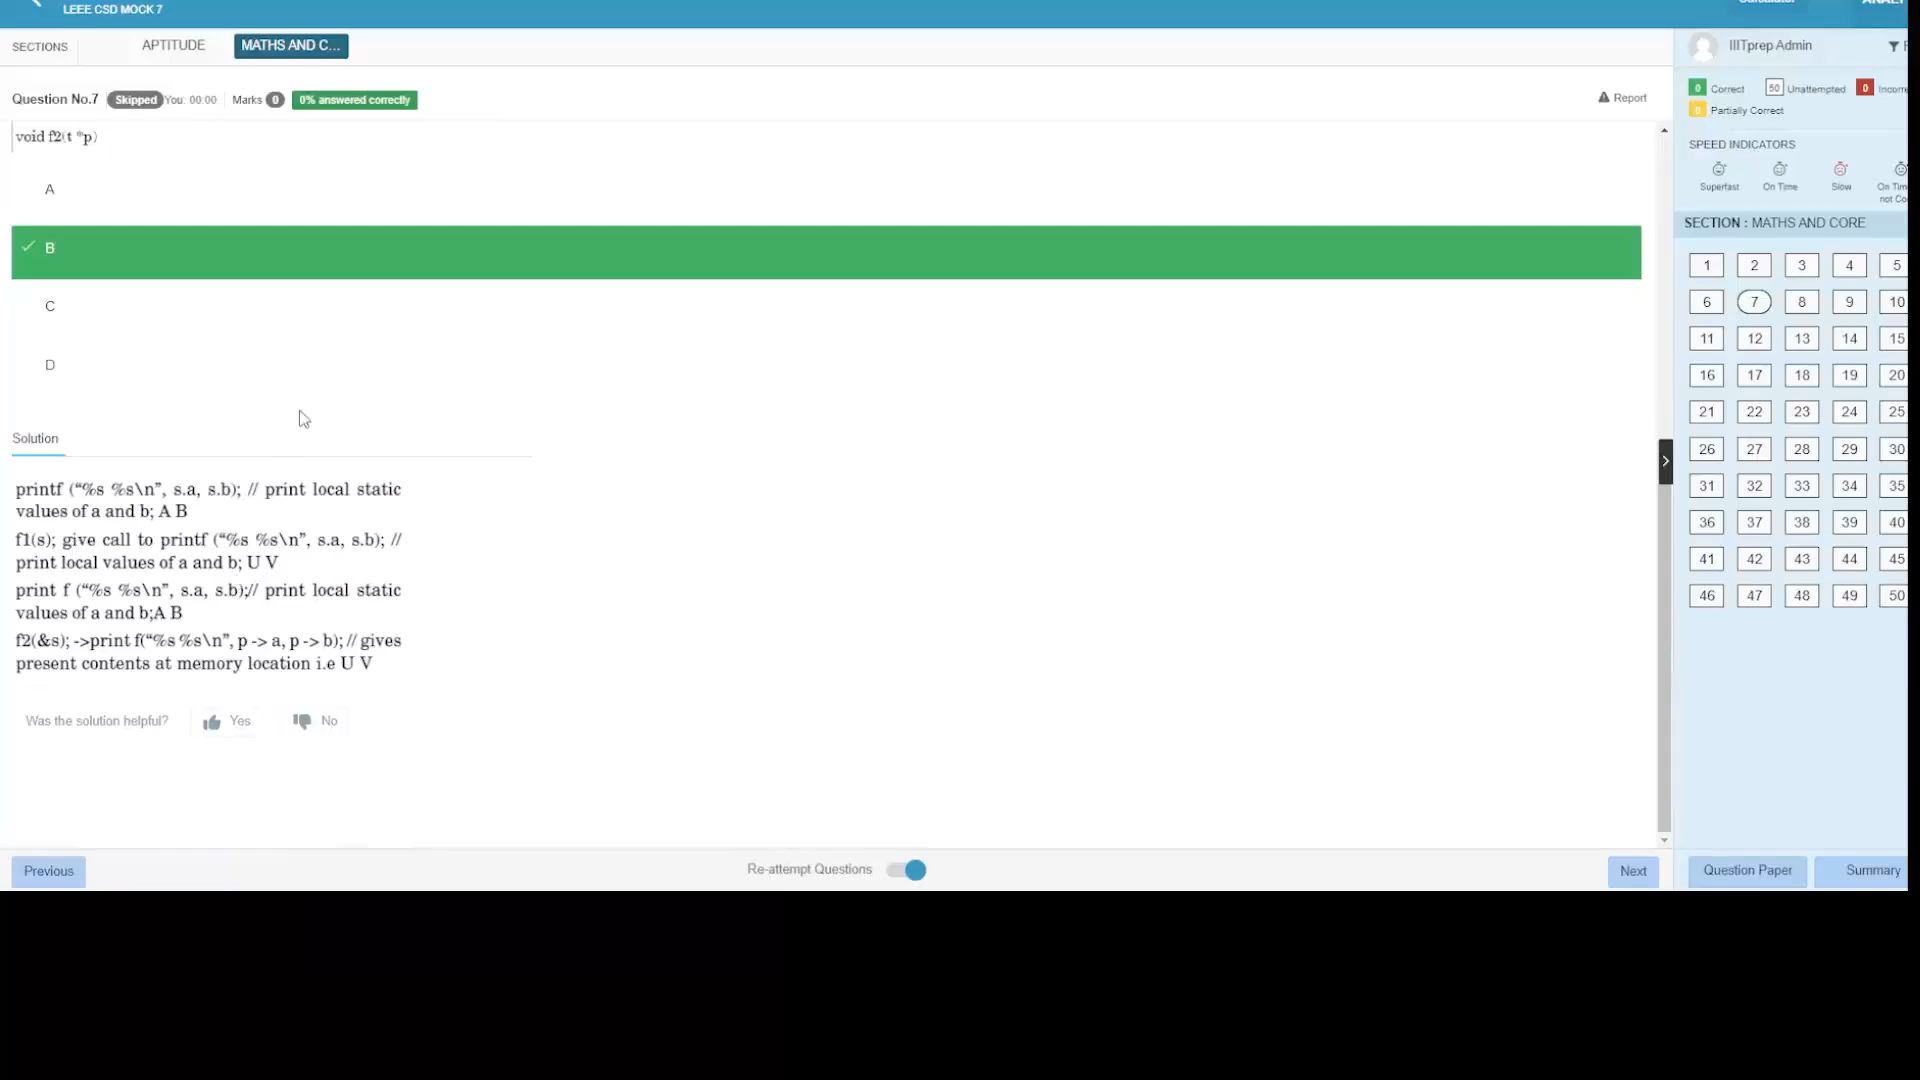 LEEE CSD MOCK 7
SECTIONS
APTITUDE
MATHS AND C...
Question No.7 Skipped You: 00:00 Marks 0 0% answered correctly
Report
void f2(t *p)
A
B
C
D
Solution
printf (“%s %s\n”, s.a, s.b); // print local static
values of a and b; A B
f1(s); give call to printf (“%s %s\n”, s.a, s.b); //
print local values of a and b; U V
print f (“%s %s\n”, s.a, s.b);// print local static
values of a and b;A B
f2(&s); ->print f(“%s %s\n”, p -> a, p -> b); // gives
present contents at memory location i.e U V
Was the solution helpful? Yes No
Previous
Re-attempt Questions
Next
IIITprep Admin
0 Correct 50 Unattempted 0 Incorre
0 Partially Correct
SPEED INDICATORS
Superfast On Time Slow On Tim
not Co
SECTION : MATHS AND CORE
1 2 3 4 5
6 7 8 9 10
11 12 13 14 15
16 17 18 19 20
21 22 23 24 25
26 27 28 29 30
31 32 33 34 35
36 37 38 39 40
41 42 43 44 45
46 47 48 49 50
Question Paper Summary